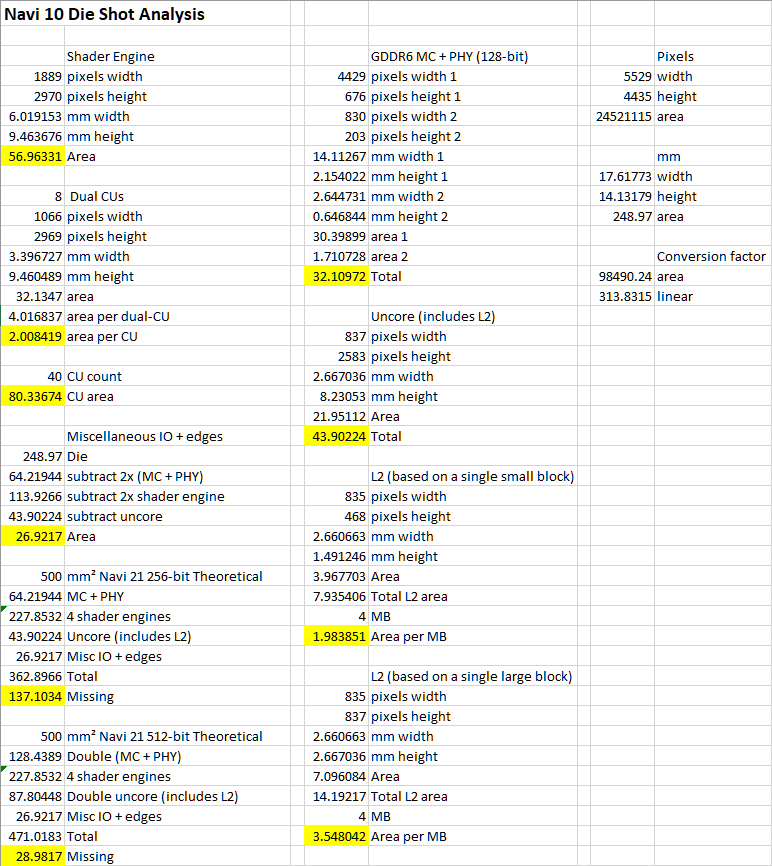 Navi 10 Die Shot Analysis
Shader Engine GDDR6 MC + PHY (128-bit) Pixels
1889 pixels width 4429 pixels width 1 5529 width
2970 pixels height 676 pixels height 1 4435 height
6.019153 mm width 830 pixels width 2 24521115 area
9.463676 mm height 203 pixels height 2
56.96331 Area 14.11267 mm width 1 mm
2.154022 mm height 1 17.61773 width
8 Dual CUs 2.644731 mm width 2 14.13179 height
1066 pixels width 0.646844 mm height 2 248.97 area
2969 pixels height 30.39899 area 1
3.396727 mm width 1.710728 area 2 Conversion factor
9.460489 mm height 32.10972 Total 98490.24 area
32.1347 area 313.8315 linear
4.016837 area per dual-CU Uncore (includes L2)
2.008419 area per CU 837 pixels width
2583 pixels height
40 CU count 2.667036 mm width
80.33674 CU area 8.23053 mm height
21.95112 Area
Miscellaneous IO + edges 43.90224 Total
248.97 Die
64.21944 subtract 2x (MC + PHY) L2 (based on a single small block)
113.9266 subtract 2x shader engine 835 pixels width
43.90224 subtract uncore 468 pixels height
26.9217 Area 2.660663 mm width
1.491246 mm height
500 mm² Navi 21 256-bit Theoretical 3.967703 Area
64.21944 MC + PHY 7.935406 Total L2 area
227.8532 4 shader engines 4 MB
43.90224 Uncore (includes L2) 1.983851 Area per MB
26.9217 Misc IO + edges
362.8966 Total L2 (based on a single large block)
137.1034 Missing 835 pixels width
837 pixels height
500 mm² Navi 21 512-bit Theoretical 2.660663 mm width
128.4389 Double (MC + PHY) 2.667036 mm height
227.8532 4 shader engines 7.096084 Area
87.80448 Double uncore (includes L2) 14.19217 Total L2 area
26.9217 Misc IO + edges 4 MB
471.0183 Total 3.548042 Area per MB
28.9817 Missing